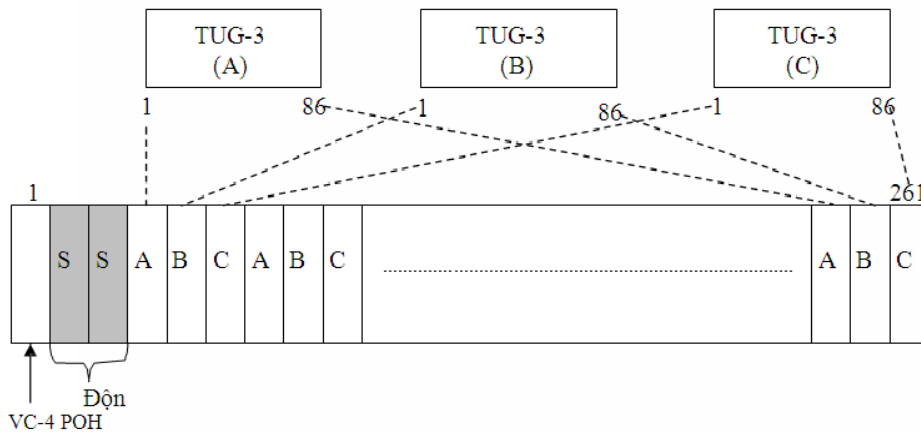 TUG-3 TUG-3 TUG-3
(A) (B) (C)
1 86 1 86 1 86
1 261
S S A B C A B C A B C
Độn
VC-4 POH